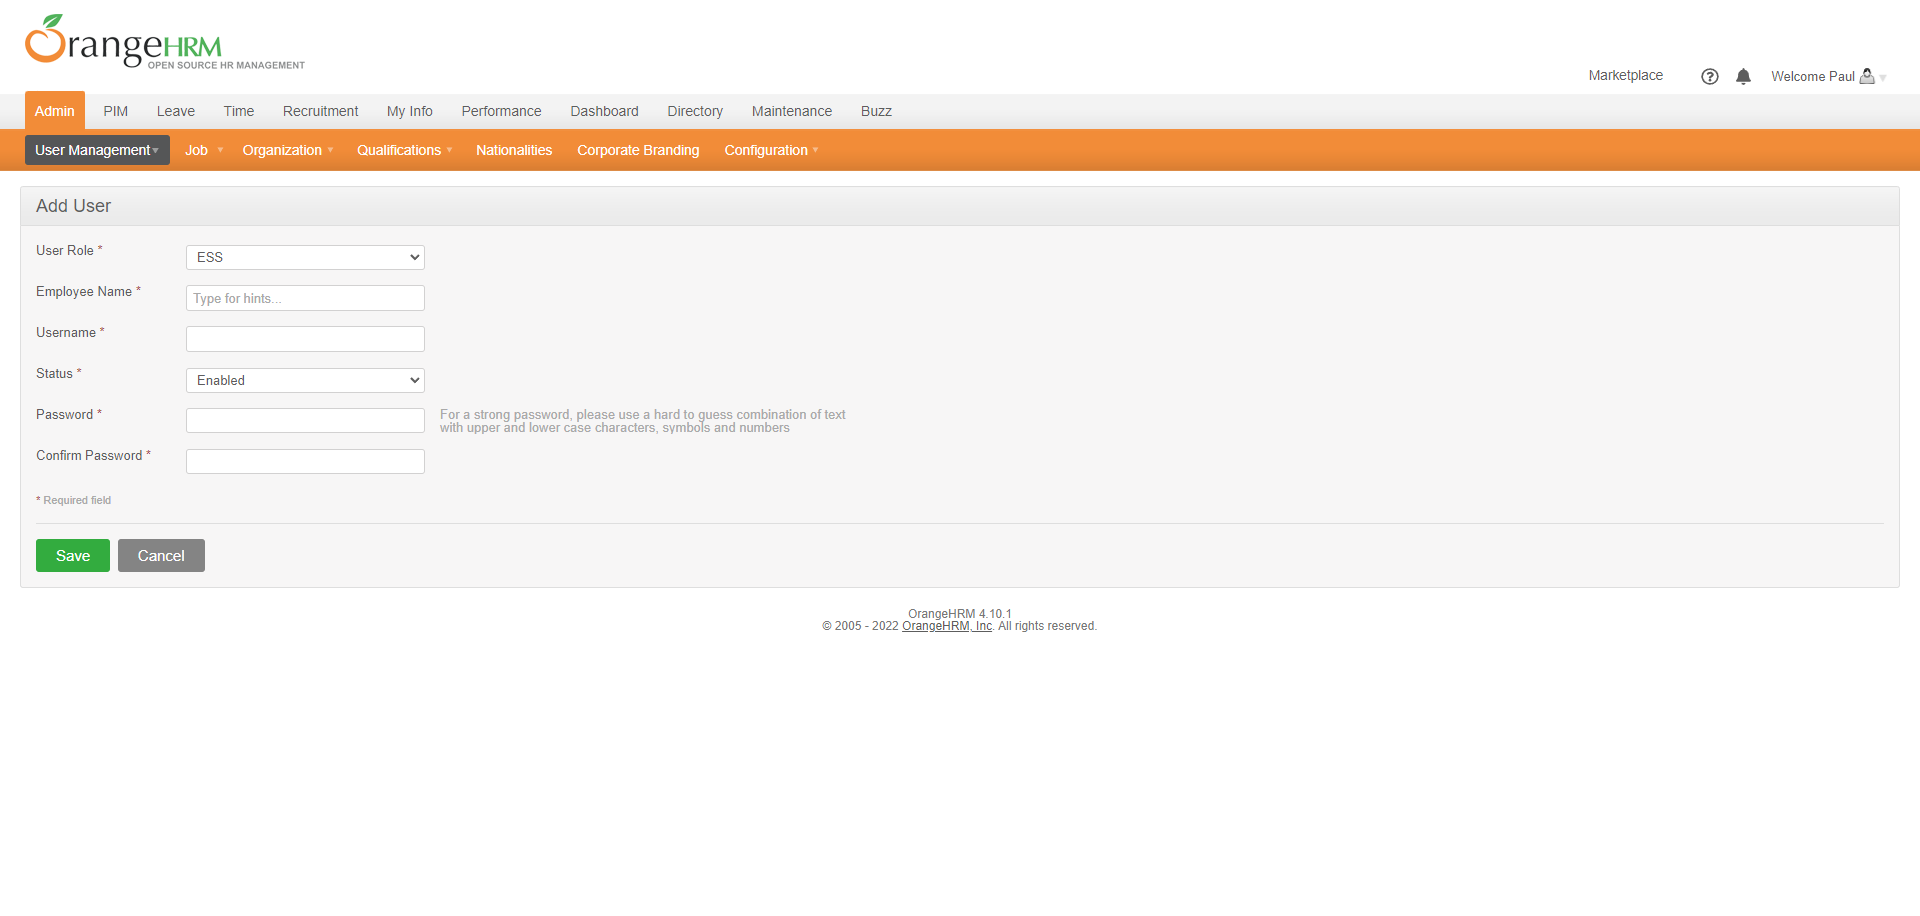 OrangeHRM
OPEN SOURCE HR MANAGEMENT
Marketplace ? Welcome Paul
Admin PIM Leave Time Recruitment My Info Performance Dashboard Directory Maintenance Buzz
User Management Job Organization Qualifications Nationalities Corporate Branding Configuration
Add User
User Role * ESS
Employee Name * Type for hints...
Username *
Status * Enabled
Password * For a strong password, please use a hard to guess combination of text
with upper and lower case characters, symbols and numbers
Confirm Password *
* Required field
Save Cancel
OrangeHRM 4.10.1
© 2005 - 2022 OrangeHRM, Inc. All rights reserved.